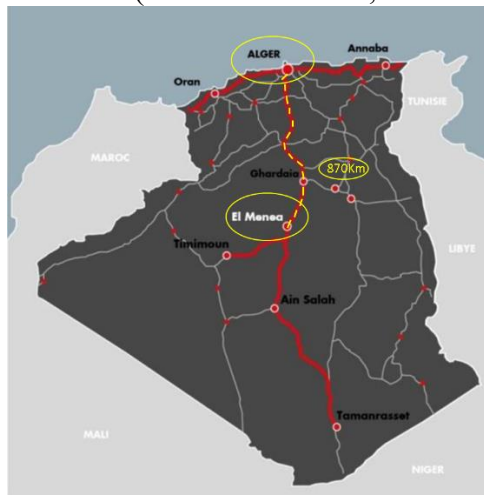 ALGER
Annaba
Oran
TUNISIE
MAROC
Ghardaia
870Km
El Menea
Timimoun
LIBYE
Ain Salah
Tamanrasset
MALI
NIGER